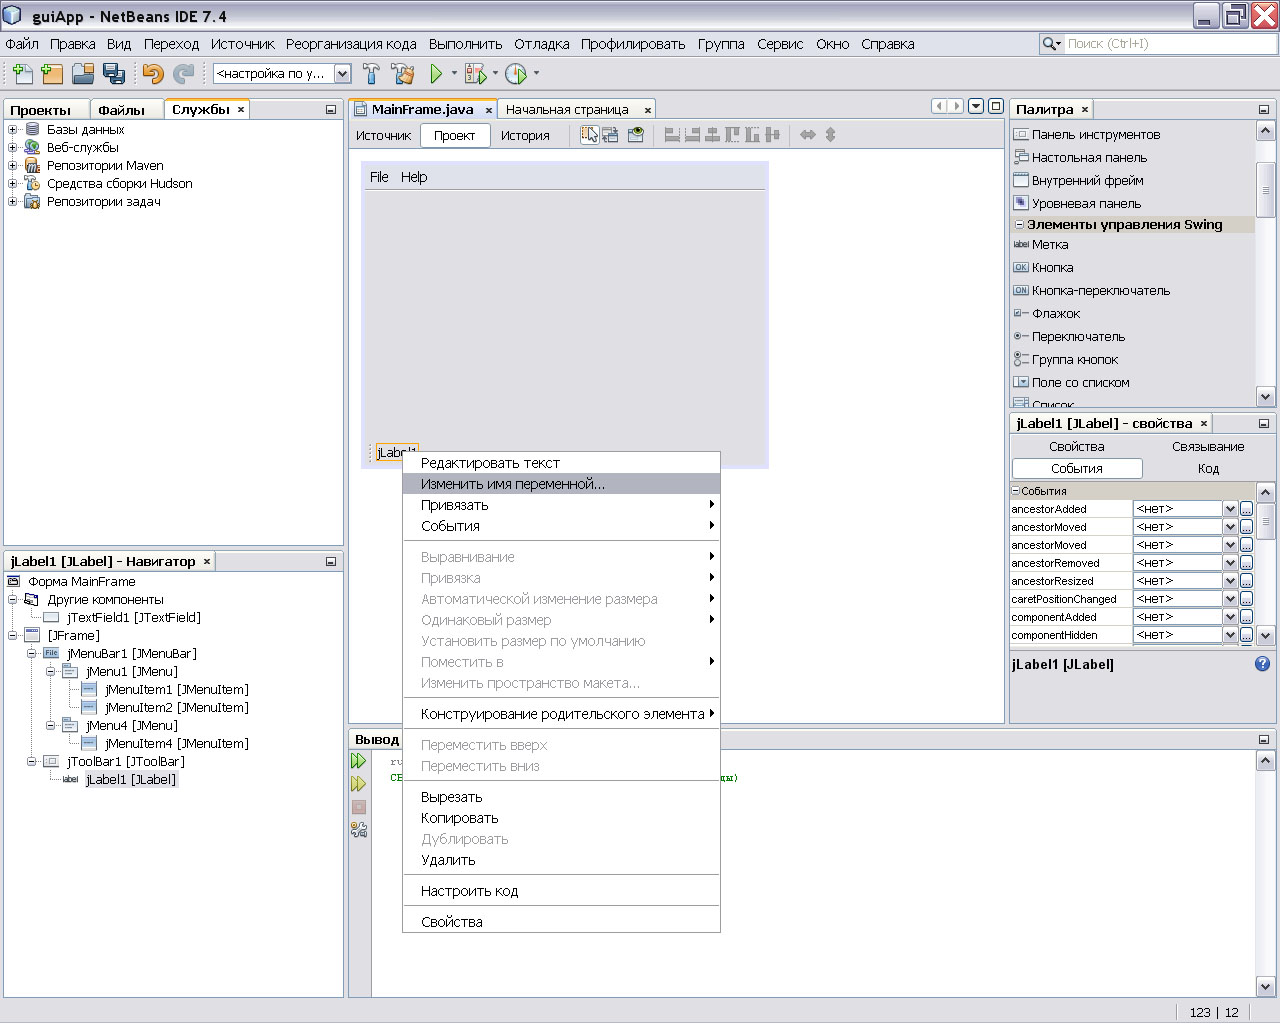 guiApp - NetBeans IDE 7.4
Файл Правка Вид Переход Источник Реорганизация кода Выполнить Отладка Профилировать Группа Сервис Окно Справка
Поиск (Ctrl+I)
<настройка по у...
Проекты Файлы Службы
Базы данных
Веб-службы
Репозитории Maven
Средства сборки Hudson
Репозитории задач
jLabel1 [JLabel] - Навигатор
Форма MainFrame
Другие компоненты
jTextField1 [JTextField]
[JFrame]
jMenuBar1 [JMenuBar]
jMenu1 [JMenu]
jMenuItem1 [JMenuItem]
jMenuItem2 [JMenuItem]
jMenu4 [JMenu]
jMenuItem4 [JMenuItem]
jToolBar1 [JToolBar]
jLabel1 [JLabel]
MainFrame.java Начальная страница
Источник Проект История
File Help
jLabel1
Редактировать текст
Изменить имя переменной...
Привязать
События
Выравнивание
Привязка
Автоматической изменение размера
Одинаковый размер
Установить размер по умолчанию
Поместить в
Изменить пространство макета...
Конструирование родительского элемента
Переместить вверх
Переместить вниз
Вырезать
Копировать
Дублировать
Удалить
Настроить код
Свойства
Вывод
ru
СБ
ды)
Палитра
Панель инструментов
Настольная панель
Внутренний фрейм
Уровневая панель
Элементы управления Swing
Метка
Кнопка
Кнопка-переключатель
Флажок
Переключатель
Группа кнопок
Поле со списком
Список
jLabel1 [JLabel] - свойства
Свойства Связывание
События Код
События
ancestorAdded <нет>
ancestorMoved <нет>
ancestorMoved <нет>
ancestorRemoved <нет>
ancestorResized <нет>
caretPositionChanged <нет>
componentAdded <нет>
componentHidden <нет>
jLabel1 [JLabel]
123 | 12